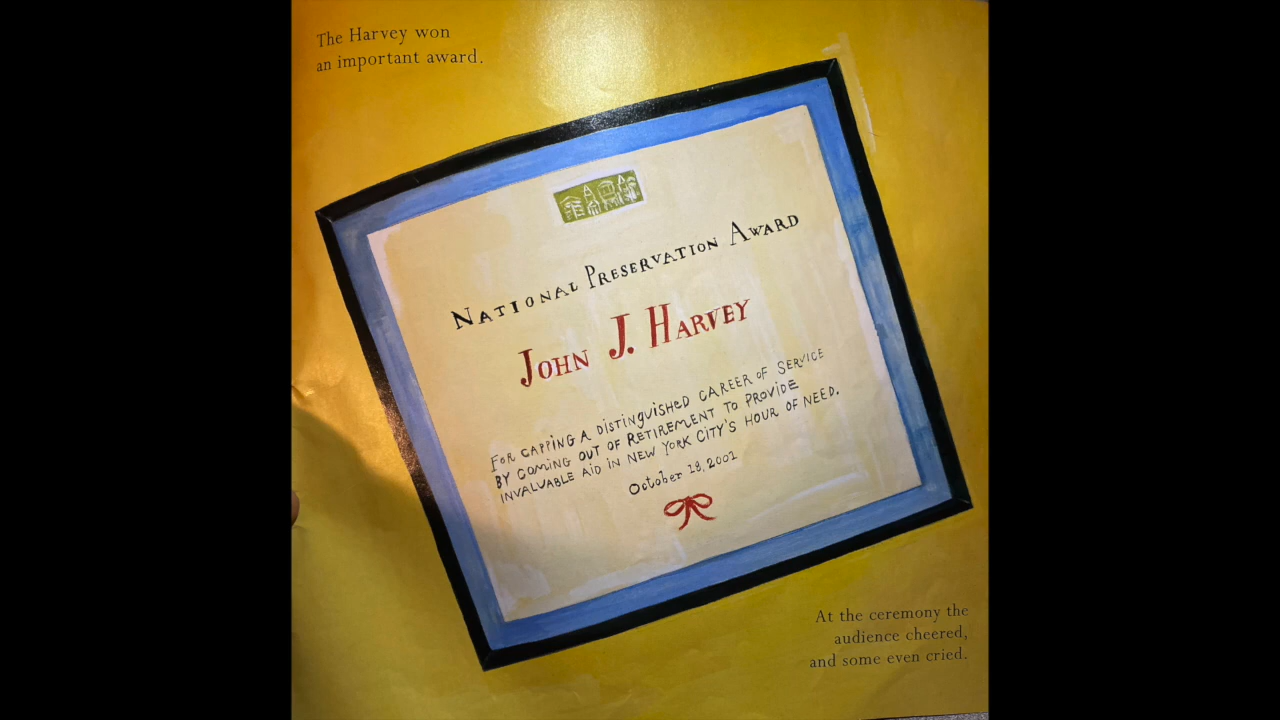 The Harvey won
an important award.
NATIONAL PRESERVATION AWARD
JOHN J. HARVEY
FOR CAPPING A DISTINGUISHED CAREER OF SERVICE
BY COMING OUT OF RETIREMENT TO PROVIDE
INVALUABLE AID IN NEW YORK CITY'S HOUR OF NEED.
October 18, 2001
At the ceremony the
audience cheered,
and some even cried.